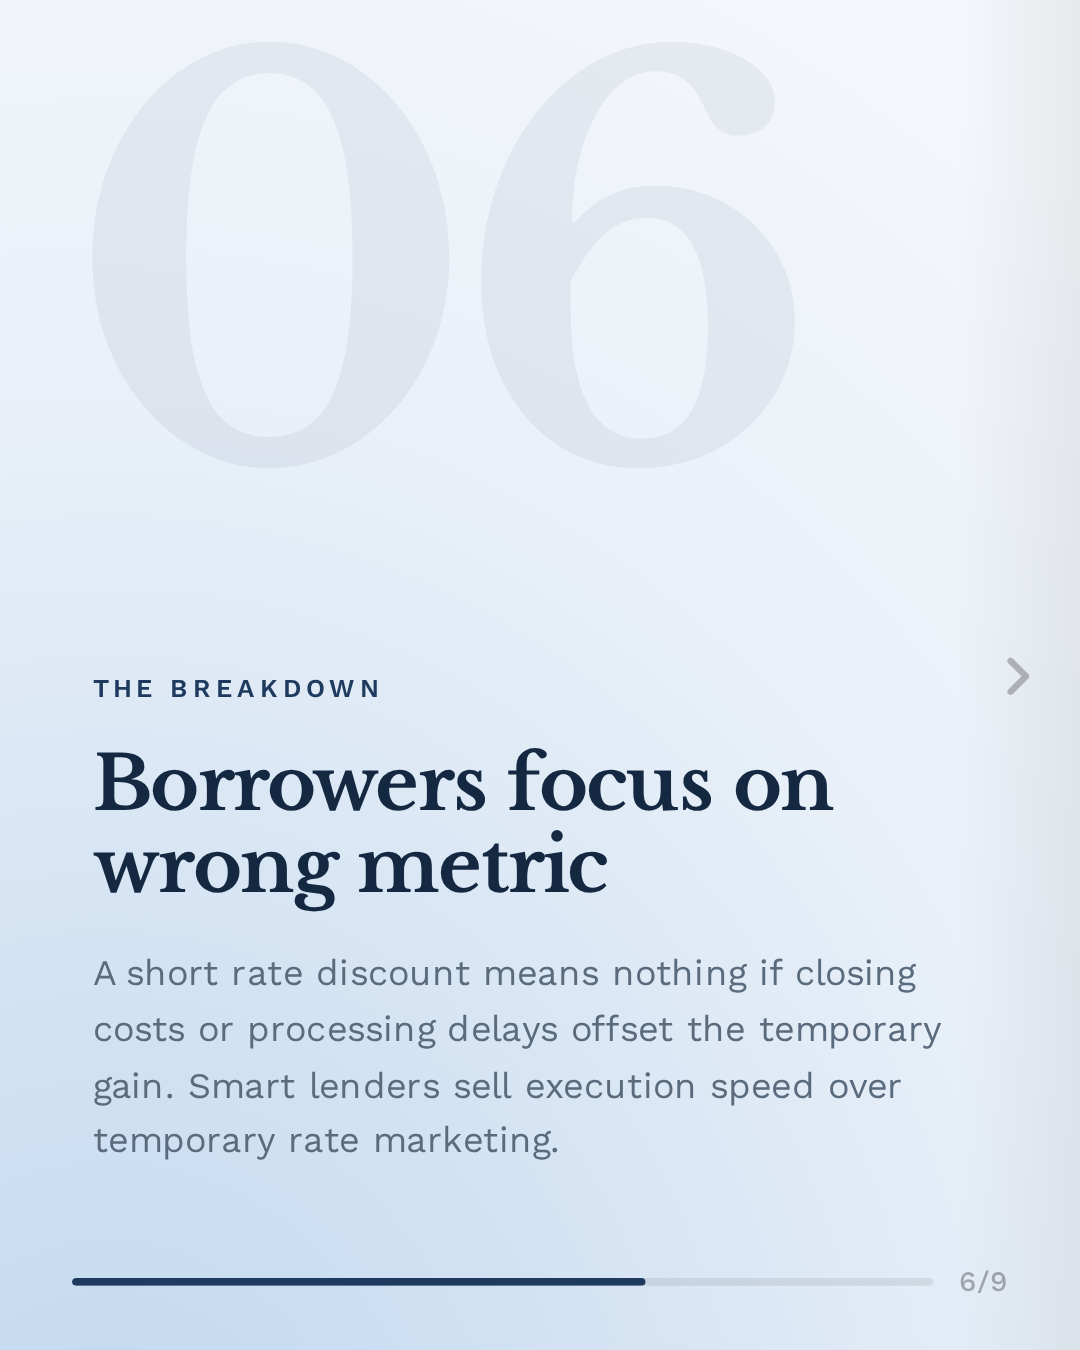 06
THE BREAKDOWN
Borrowers focus on
wrong metric
A short rate discount means nothing if closing
costs or processing delays offset the temporary
gain. Smart lenders sell execution speed over
temporary rate marketing.
6/9